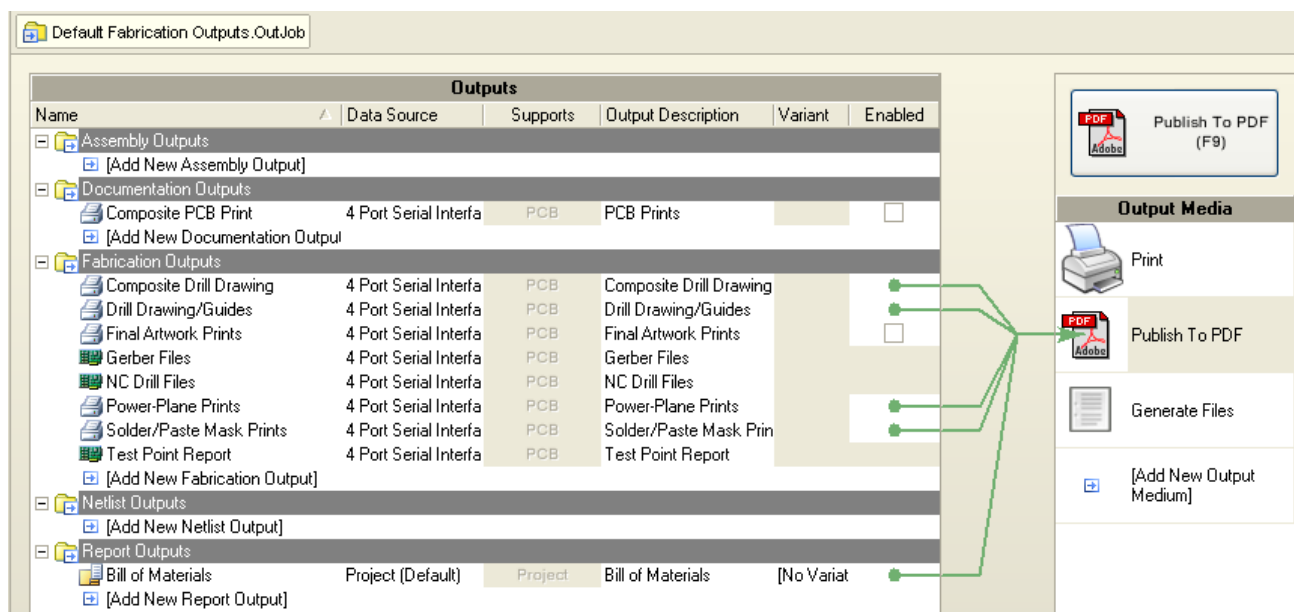 Default Fabrication Outputs.OutJob
Outputs
Name Data Source Supports Output Description Variant Enabled
Assembly Outputs
[Add New Assembly Output]
Documentation Outputs
Composite PCB Print 4 Port Serial Interfa PCB PCB Prints
[Add New Documentation Output
Fabrication Outputs
Composite Drill Drawing 4 Port Serial Interfa PCB Composite Drill Drawing
Drill Drawing/Guides 4 Port Serial Interfa PCB Drill Drawing/Guides
Final Artwork Prints 4 Port Serial Interfa PCB Final Artwork Prints
Gerber Files 4 Port Serial Interfa PCB Gerber Files
NC Drill Files 4 Port Serial Interfa PCB NC Drill Files
Power-Plane Prints 4 Port Serial Interfa PCB Power-Plane Prints
Solder/Paste Mask Prints 4 Port Serial Interfa PCB Solder/Paste Mask Prin
Test Point Report 4 Port Serial Interfa PCB Test Point Report
[Add New Fabrication Output]
Netlist Outputs
[Add New Netlist Output]
Report Outputs
Bill of Materials Project (Default) Project Bill of Materials [No Variat
[Add New Report Output]
PDF
Adobe
Publish To PDF
(F9)
Output Media
Print
PDF
Adobe
Publish To PDF
Generate Files
[Add New Output
Medium]